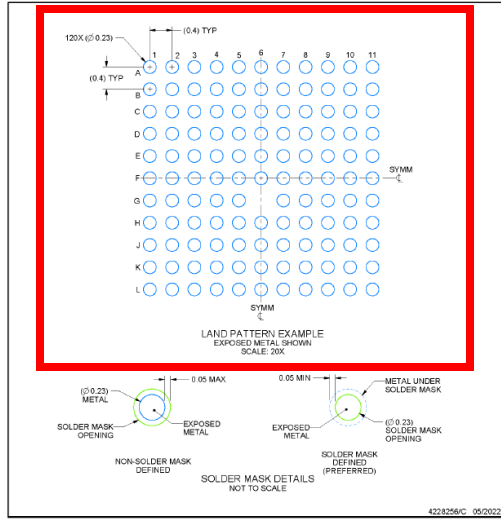 (0.4) TYP
120X (Ø 0.23)
1 2 3 4 5 6 7 8 9 10 11
A
(0.4) TYP
B
C
D
E
F
SYMM
℄
G
H
J
K
L
SYMM
℄
LAND PATTERN EXAMPLE
EXPOSED METAL SHOWN
SCALE: 20X
0.05 MAX
0.05 MIN
(Ø 0.23)
METAL
METAL UNDER
SOLDER MASK
SOLDER MASK
OPENING
EXPOSED
METAL
EXPOSED
METAL
(Ø 0.23)
SOLDER MASK
OPENING
NON-SOLDER MASK
DEFINED
SOLDER MASK
DEFINED
(PREFERRED)
SOLDER MASK DETAILS
NOT TO SCALE
4228256/C 05/2022